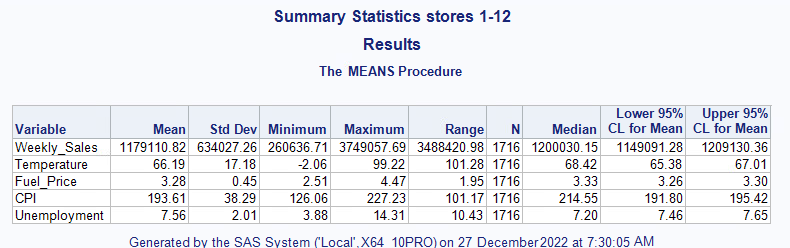 Summary Statistics stores 1-12
Results
The MEANS Procedure
Variable Mean Std Dev Minimum Maximum Range N Median Lower 95% CL for Mean Upper 95% CL for Mean
Weekly_Sales 1179110.82 634027.26 260636.71 3749057.69 3488420.98 1716 1200030.15 1149091.28 1209130.36
Temperature 66.19 17.18 -2.06 99.22 101.28 1716 68.42 65.38 67.01
Fuel_Price 3.28 0.45 2.51 4.47 1.95 1716 3.33 3.26 3.30
CPI 193.61 38.29 126.06 227.23 101.17 1716 214.55 191.80 195.42
Unemployment 7.56 2.01 3.88 14.31 10.43 1716 7.20 7.46 7.65
Generated by the SAS System ('Local', X64_10PRO) on 27 December 2022 at 7:30:05 AM